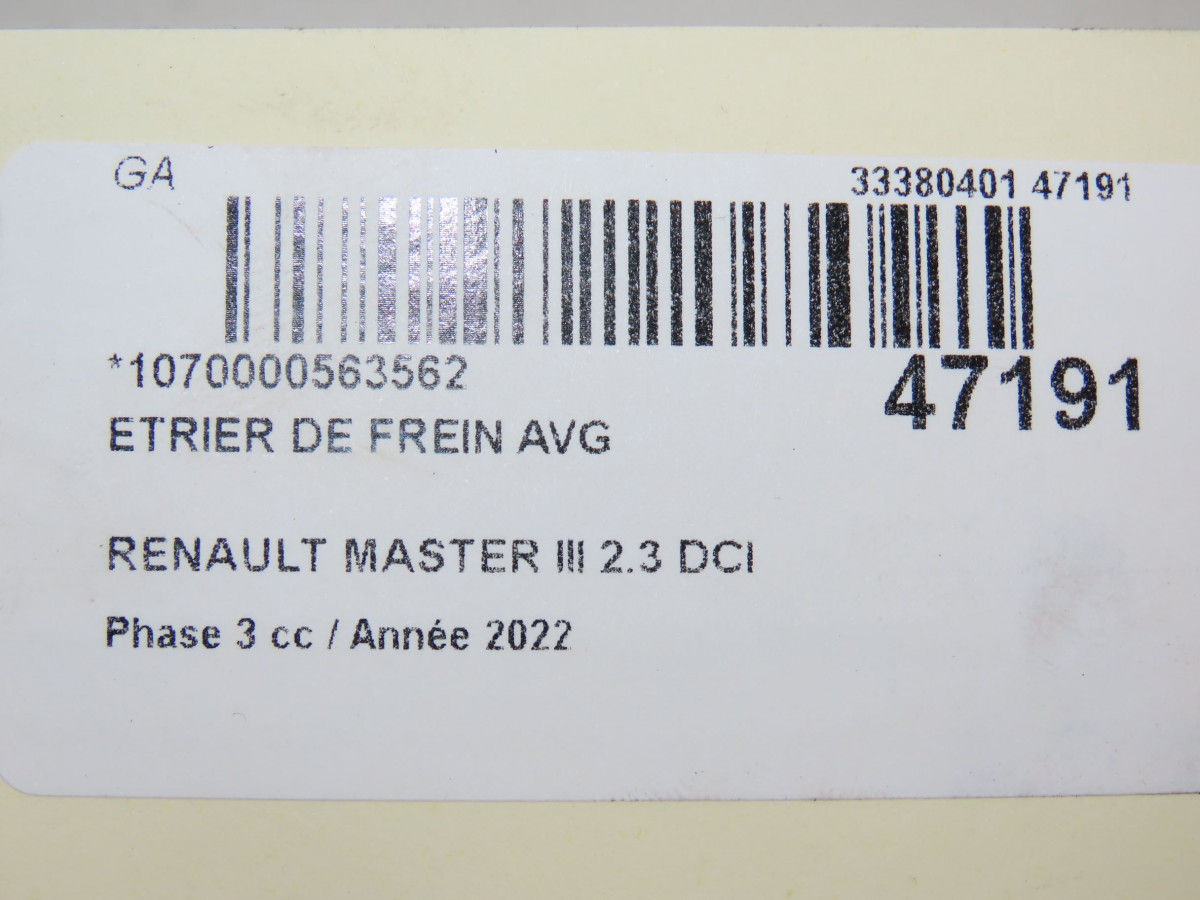 GA
33380401 47191
*1070000563562
47191
ETRIER DE FREIN AVG
RENAULT MASTER III 2.3 DCI
Phase 3 cc / Année 2022